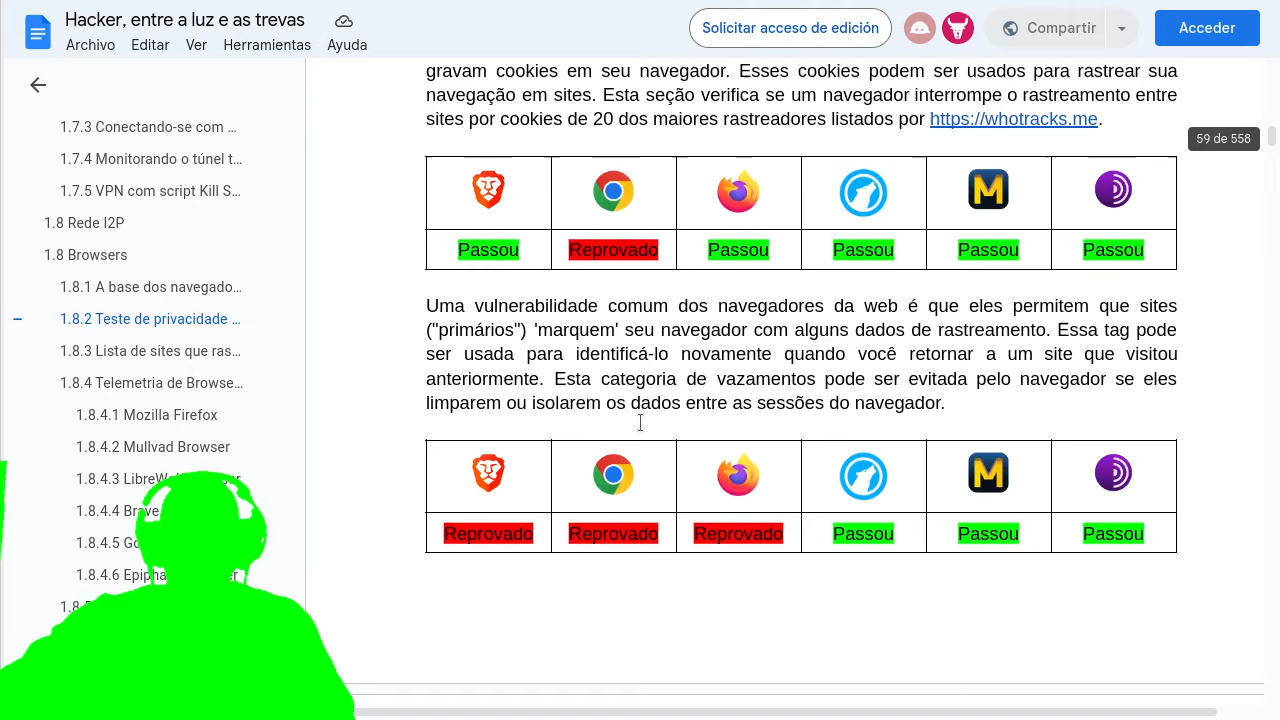 Hacker, entre a luz e as trevas
Archivo Editar Ver Herramientas Ayuda
Solicitar acceso de edición
Compartir
Acceder
1.7.3 Conectando-se com …
1.7.4 Monitorando o túnel t…
1.7.5 VPN com script Kill S…
1.8 Rede I2P
1.8 Browsers
1.8.1 A base dos navegado…
1.8.2 Teste de privacidade …
1.8.3 Lista de sites que ras…
1.8.4 Telemetria de Browse…
1.8.4.1 Mozilla Firefox
1.8.4.2 Mullvad Browser
1.8.4.3
1.8.4.4
1.8.4.5
1.8.4.6
gravam cookies em seu navegador. Esses cookies podem ser usados para rastrear sua
navegação em sites. Esta seção verifica se um navegador interrompe o rastreamento entre
sites por cookies de 20 dos maiores rastreadores listados por https://whotracks.me.
59 de 558
Passou Reprovado Passou Passou Passou Passou
Uma vulnerabilidade comum dos navegadores da web é que eles permitem que sites
("primários") 'marquem' seu navegador com alguns dados de rastreamento. Essa tag pode
ser usada para identificá-lo novamente quando você retornar a um site que visitou
anteriormente. Esta categoria de vazamentos pode ser evitada pelo navegador se eles
limparem ou isolarem os dados entre as sessões do navegador.
Reprovado Reprovado Reprovado Passou Passou Passou